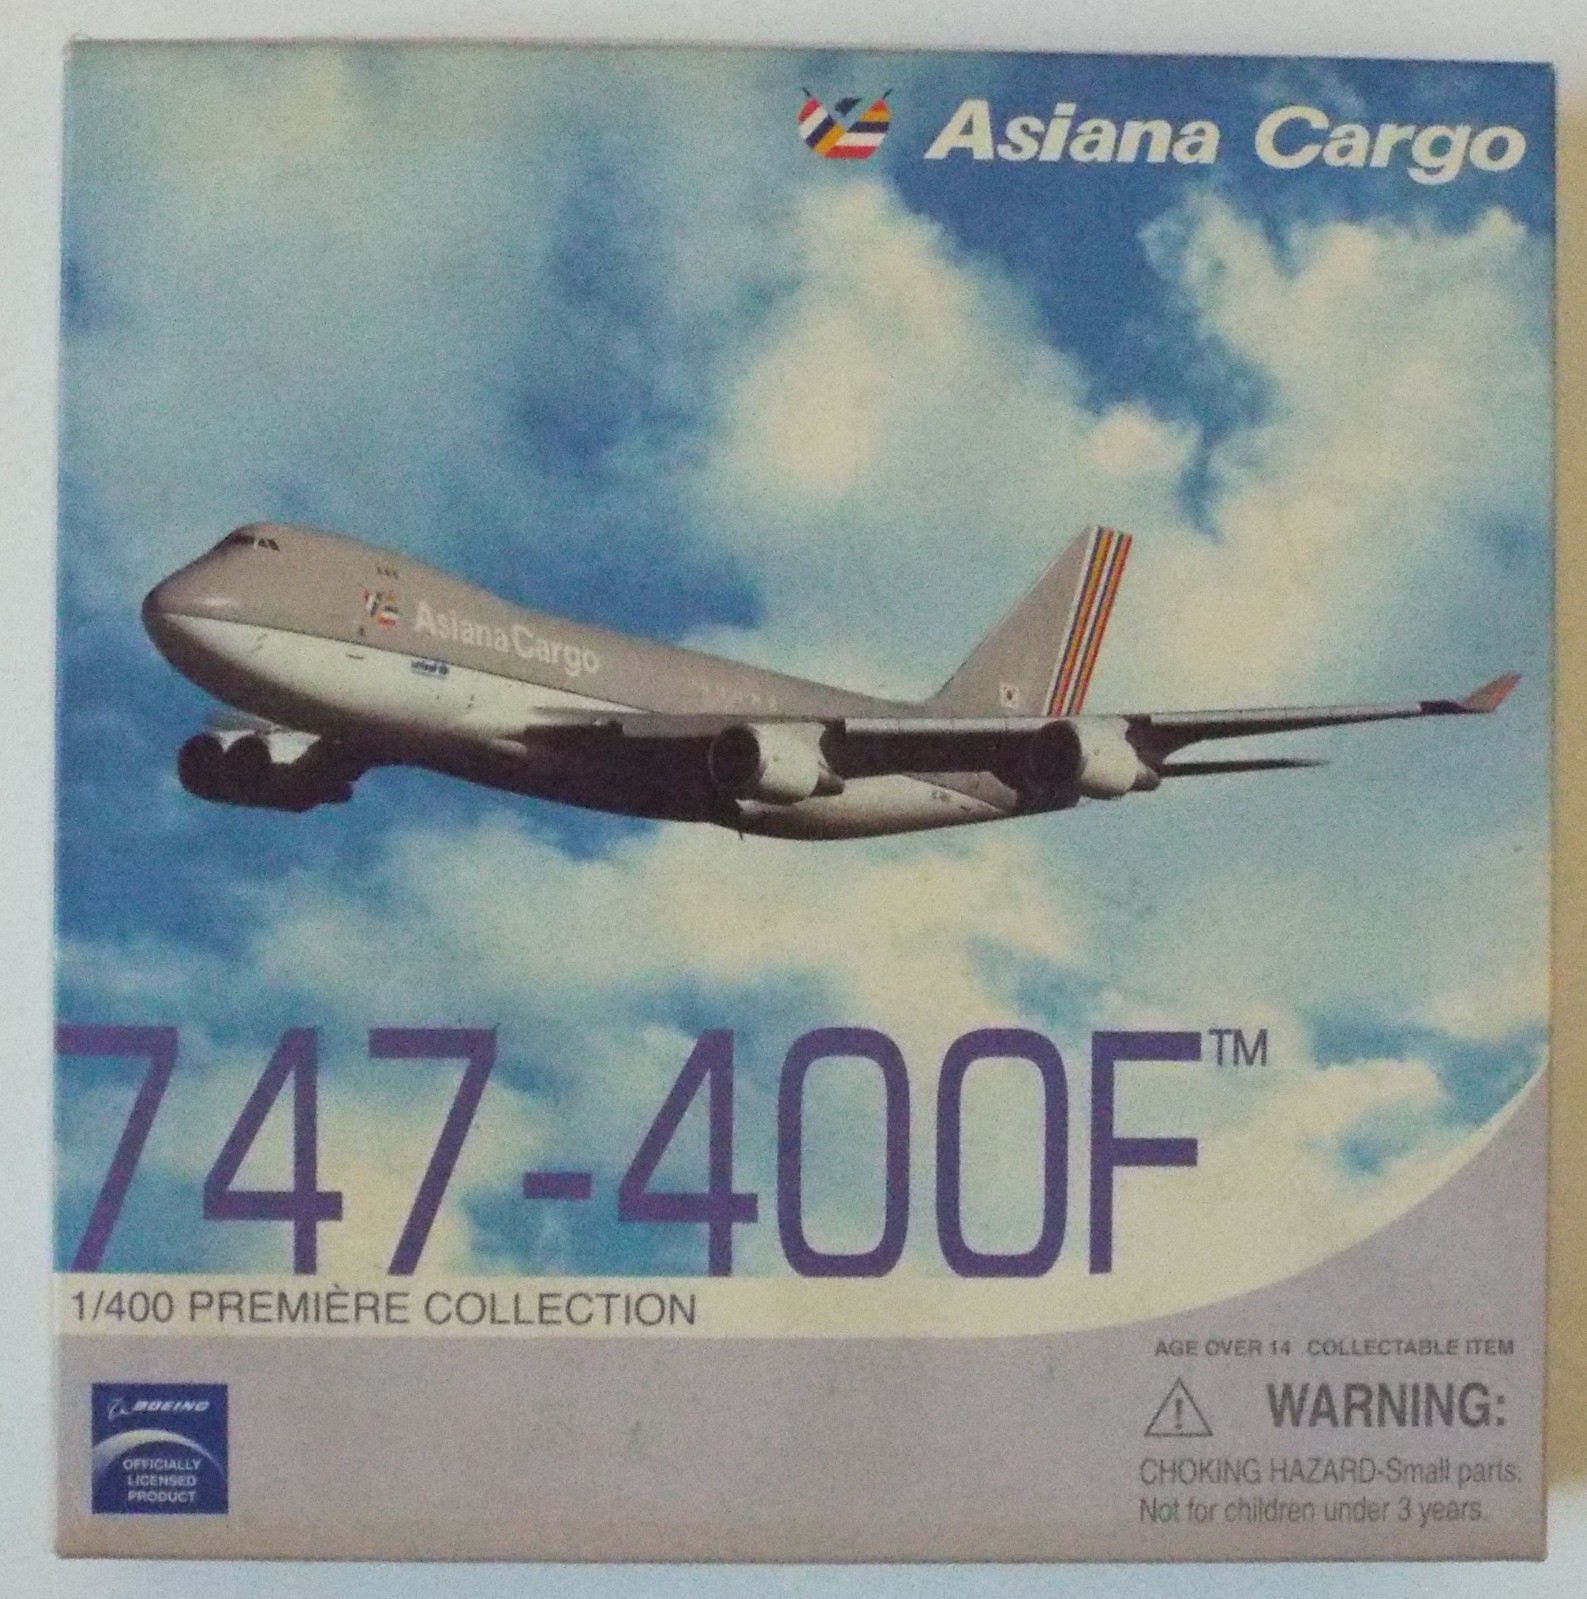 Asiana Cargo
Asiana Cargo
747-400F™
1/400 PREMIÈRE COLLECTION
AGE OVER 14 COLLECTABLE ITEM
WARNING:
CHOKING HAZARD-Small parts.
Not for children under 3 years.
BOEING
OFFICIALLY
LICENSED
PRODUCT